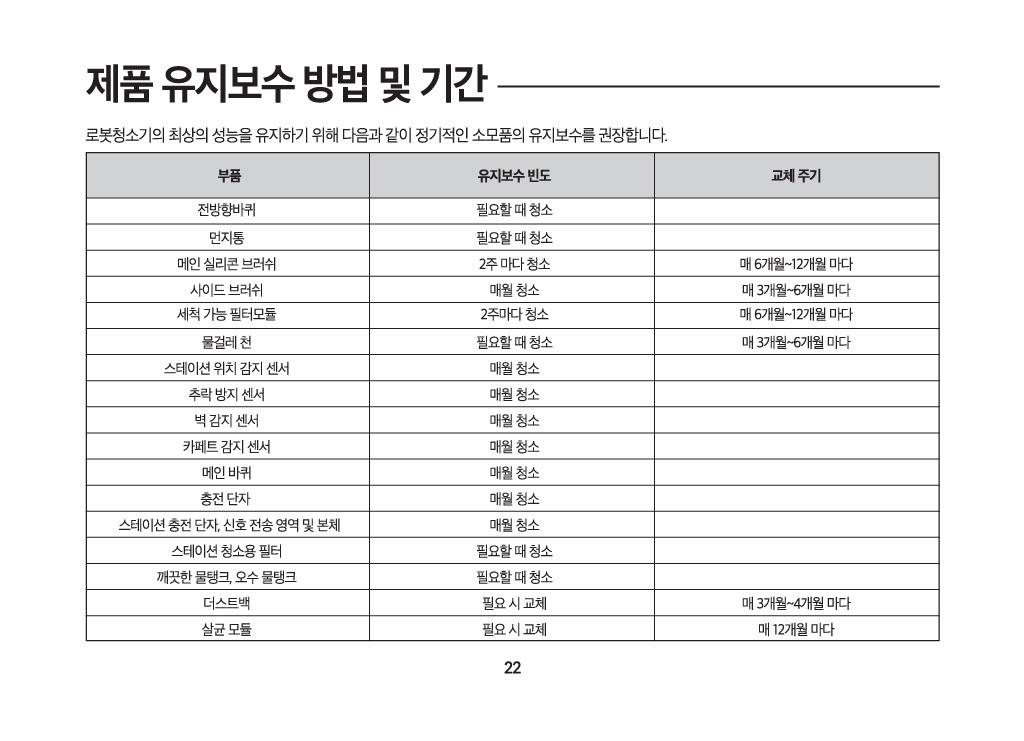 제품 유지보수 방법 및 기간
로봇청소기의 최상의 성능을 유지하기 위해 다음과 같이 정기적인 소모품의 유지보수를 권장합니다.
부품 유지보수 빈도 교체 주기
전방향바퀴 필요할 때 청소
먼지통 필요할 때 청소
메인 실리콘 브러쉬 2주 마다 청소 매 6개월~12개월 마다
사이드 브러쉬 매월 청소 매 3개월~6개월 마다
세척 가능 필터모듈 2주마다 청소 매 6개월~12개월 마다
물걸레 천 필요할 때 청소 매 3개월~6개월 마다
스테이션 위치 감지 센서 매월 청소
추락 방지 센서 매월 청소
벽 감지 센서 매월 청소
카페트 감지 센서 매월 청소
메인 바퀴 매월 청소
충전 단자 매월 청소
스테이션 충전 단자, 신호 전송 영역 및 본체 매월 청소
스테이션 청소용 필터 필요할 때 청소
깨끗한 물탱크, 오수 물탱크 필요할 때 청소
더스트백 필요 시 교체 매 3개월~4개월 마다
살균 모듈 필요 시 교체 매 12개월 마다
22